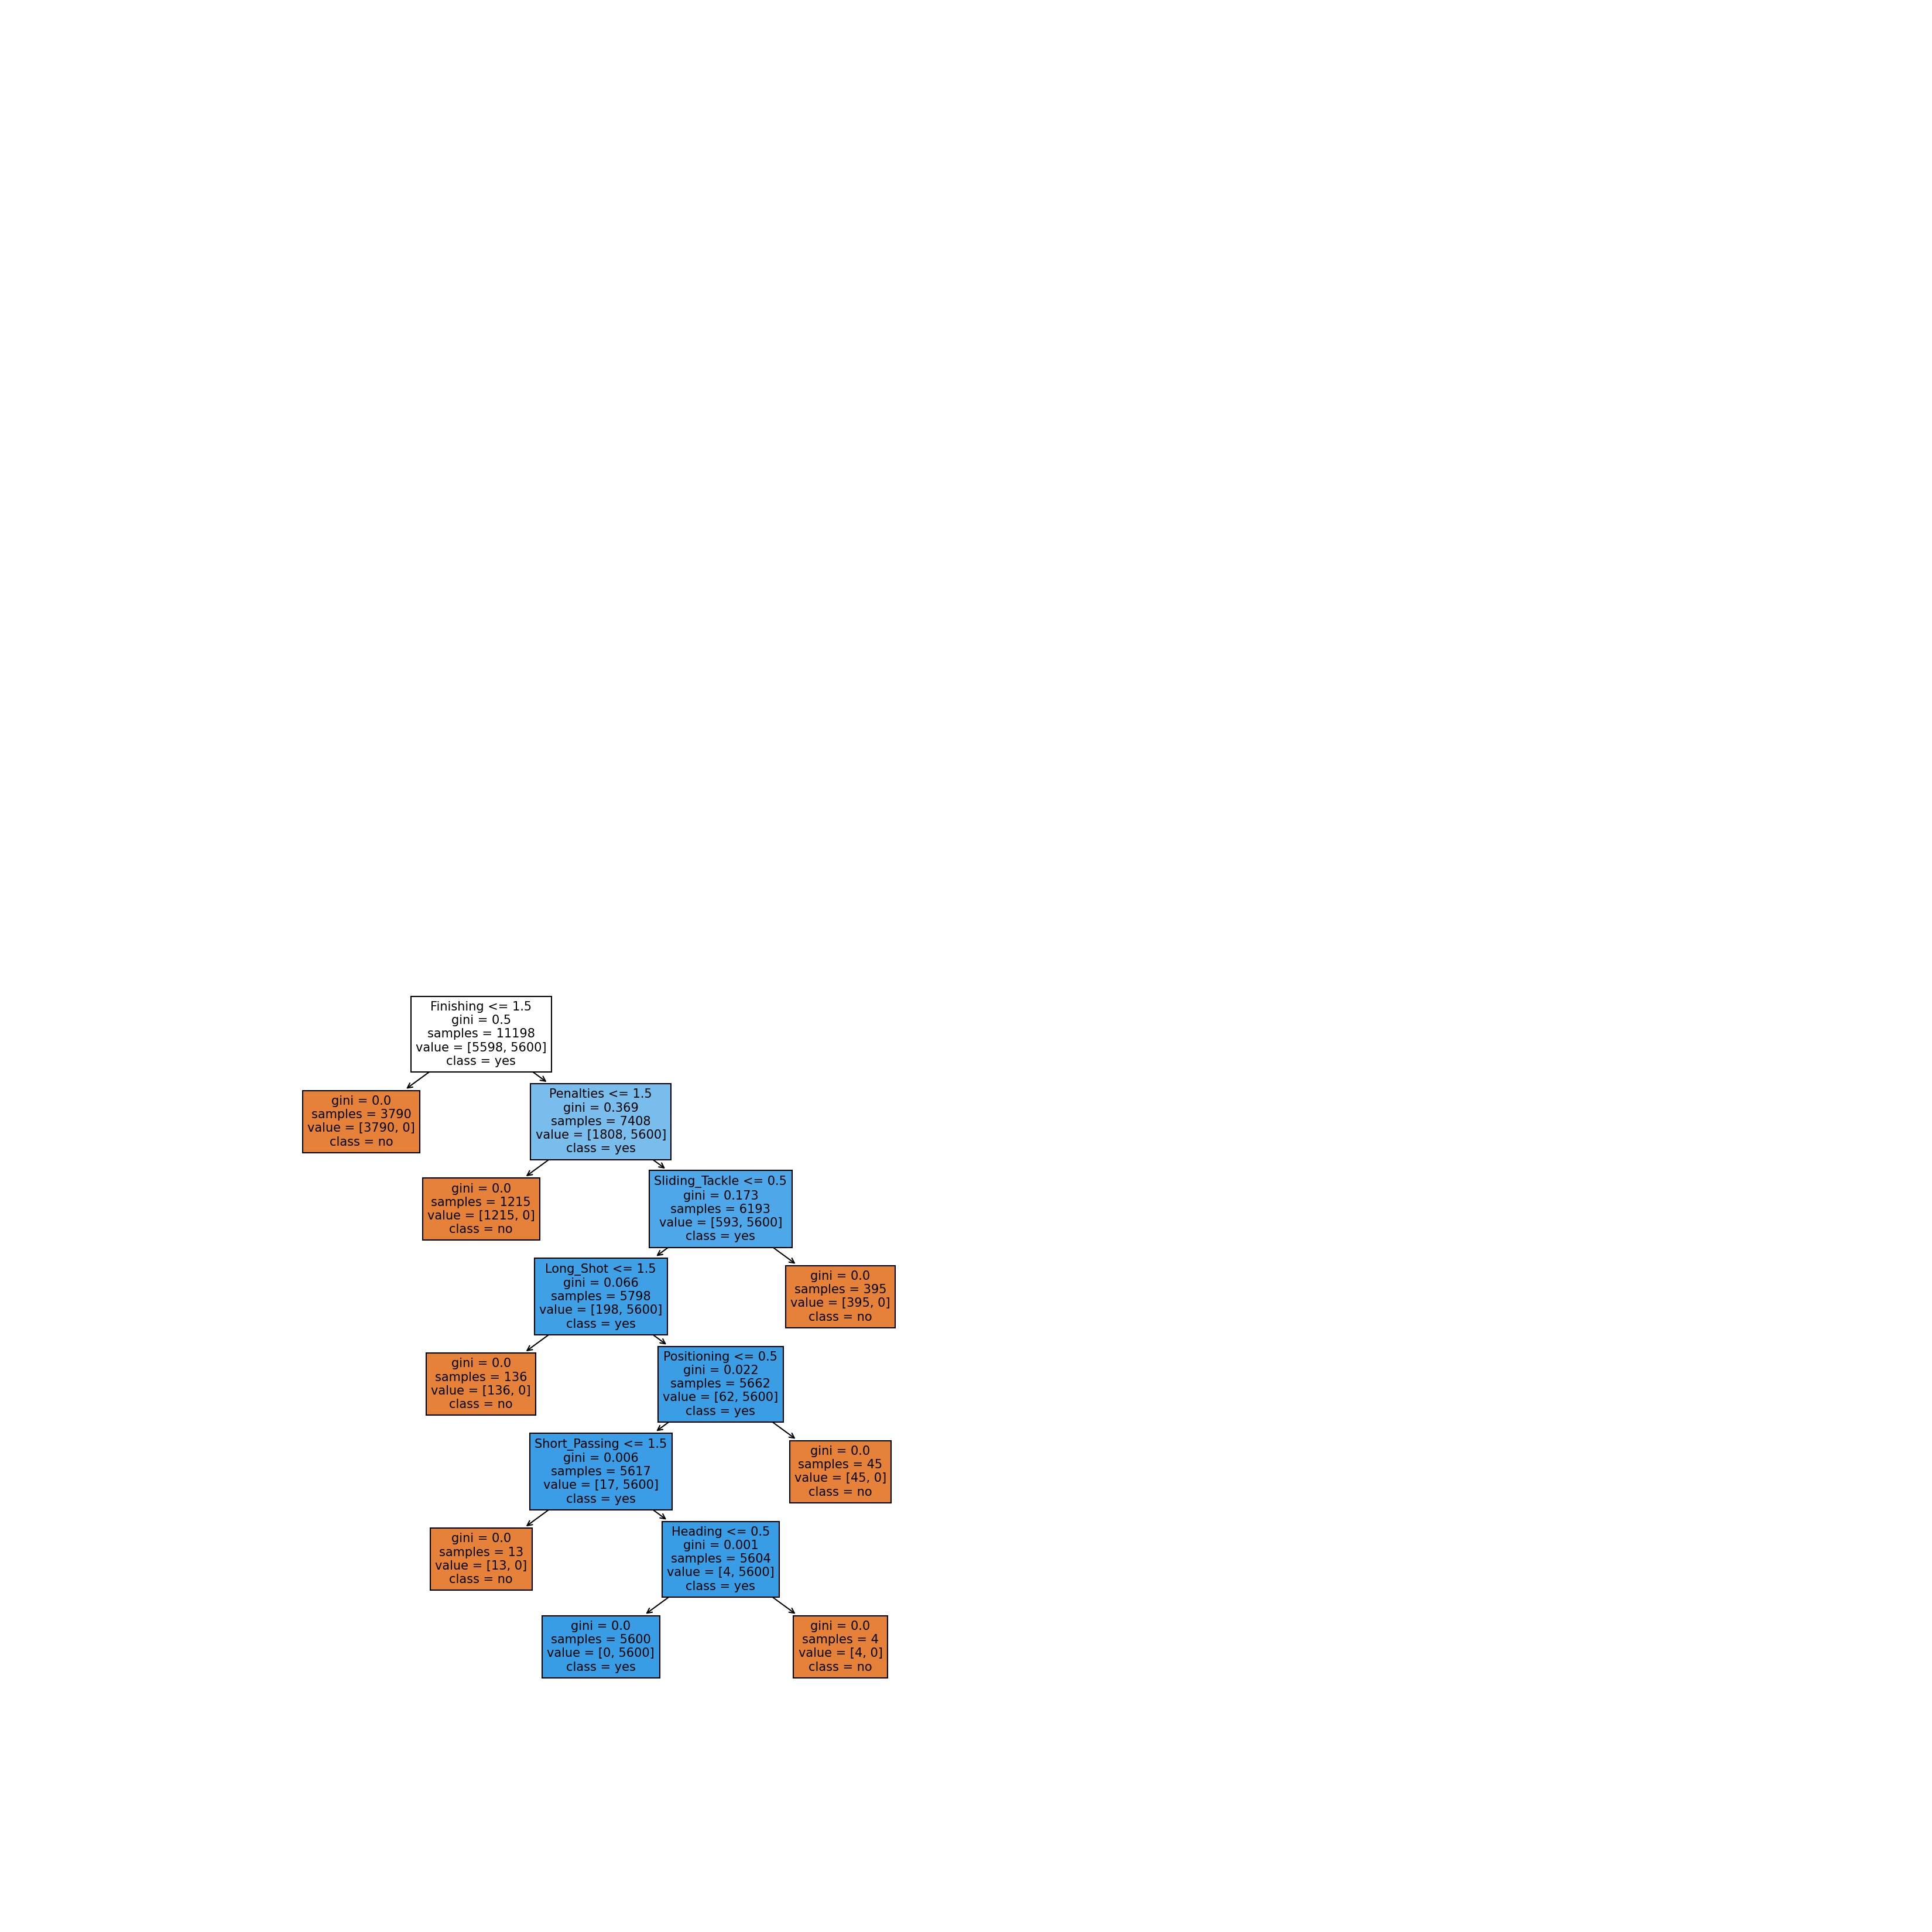 Finishing <= 1.5
gini = 0.5
samples = 11198
value = [5598, 5600]
class = yes
gini = 0.0
samples = 3790
value = [3790, 0]
class = no
Penalties <= 1.5
gini = 0.369
samples = 7408
value = [1808, 5600]
class = yes
gini = 0.0
samples = 1215
value = [1215, 0]
class = no
Sliding_Tackle <= 0.5
gini = 0.173
samples = 6193
value = [593, 5600]
class = yes
Long_Shot <= 1.5
gini = 0.066
samples = 5798
value = [198, 5600]
class = yes
gini = 0.0
samples = 395
value = [395, 0]
class = no
gini = 0.0
samples = 136
value = [136, 0]
class = no
Positioning <= 0.5
gini = 0.022
samples = 5662
value = [62, 5600]
class = yes
Short_Passing <= 1.5
gini = 0.006
samples = 5617
value = [17, 5600]
class = yes
gini = 0.0
samples = 45
value = [45, 0]
class = no
gini = 0.0
samples = 13
value = [13, 0]
class = no
Heading <= 0.5
gini = 0.001
samples = 5604
value = [4, 5600]
class = yes
gini = 0.0
samples = 5600
value = [0, 5600]
class = yes
gini = 0.0
samples = 4
value = [4, 0]
class = no